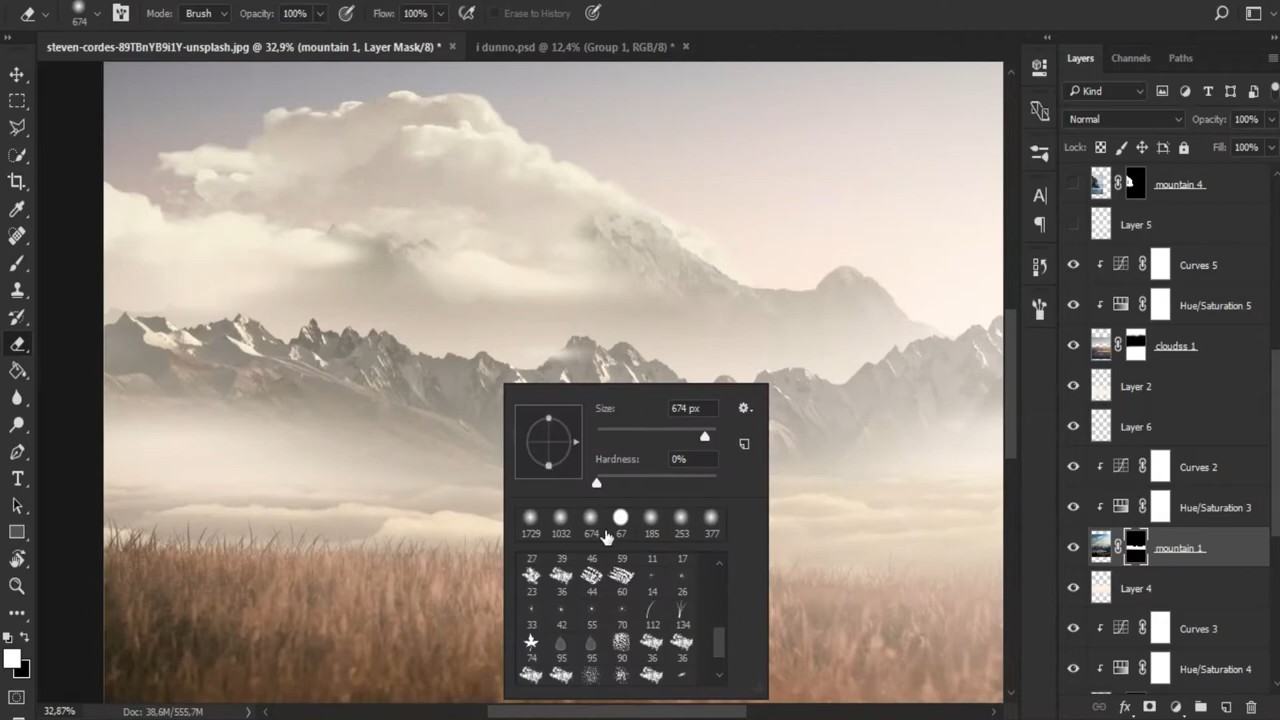 674
Mode: Brush Opacity: 100% Flow: 100% Erase to History
steven-cordes-89TBnYB9i1Y-unsplash.jpg @ 32,9% (mountain 1, Layer Mask/8) * × i dunno.psd @ 12,4% (Group 1, RGB/8) * ×
Layers Channels Paths
Kind
Normal Opacity: 100%
Lock: Fill: 100%
mountain 4
Layer 5
Curves 5
Hue/Saturation 5
cloudss 1
Layer 2
Layer 6
Curves 2
Hue/Saturation 3
mountain 1
Layer 4
Curves 3
Hue/Saturation 4
Size: 674 px
Hardness: 0%
1729 1032 674 67 185 253 377
27 39 46 59 11 17
23 36 44 60 14 26
33 42 55 70 112 134
74 95 95 90 36 36
32,87% Doc: 38,6M/555,7M